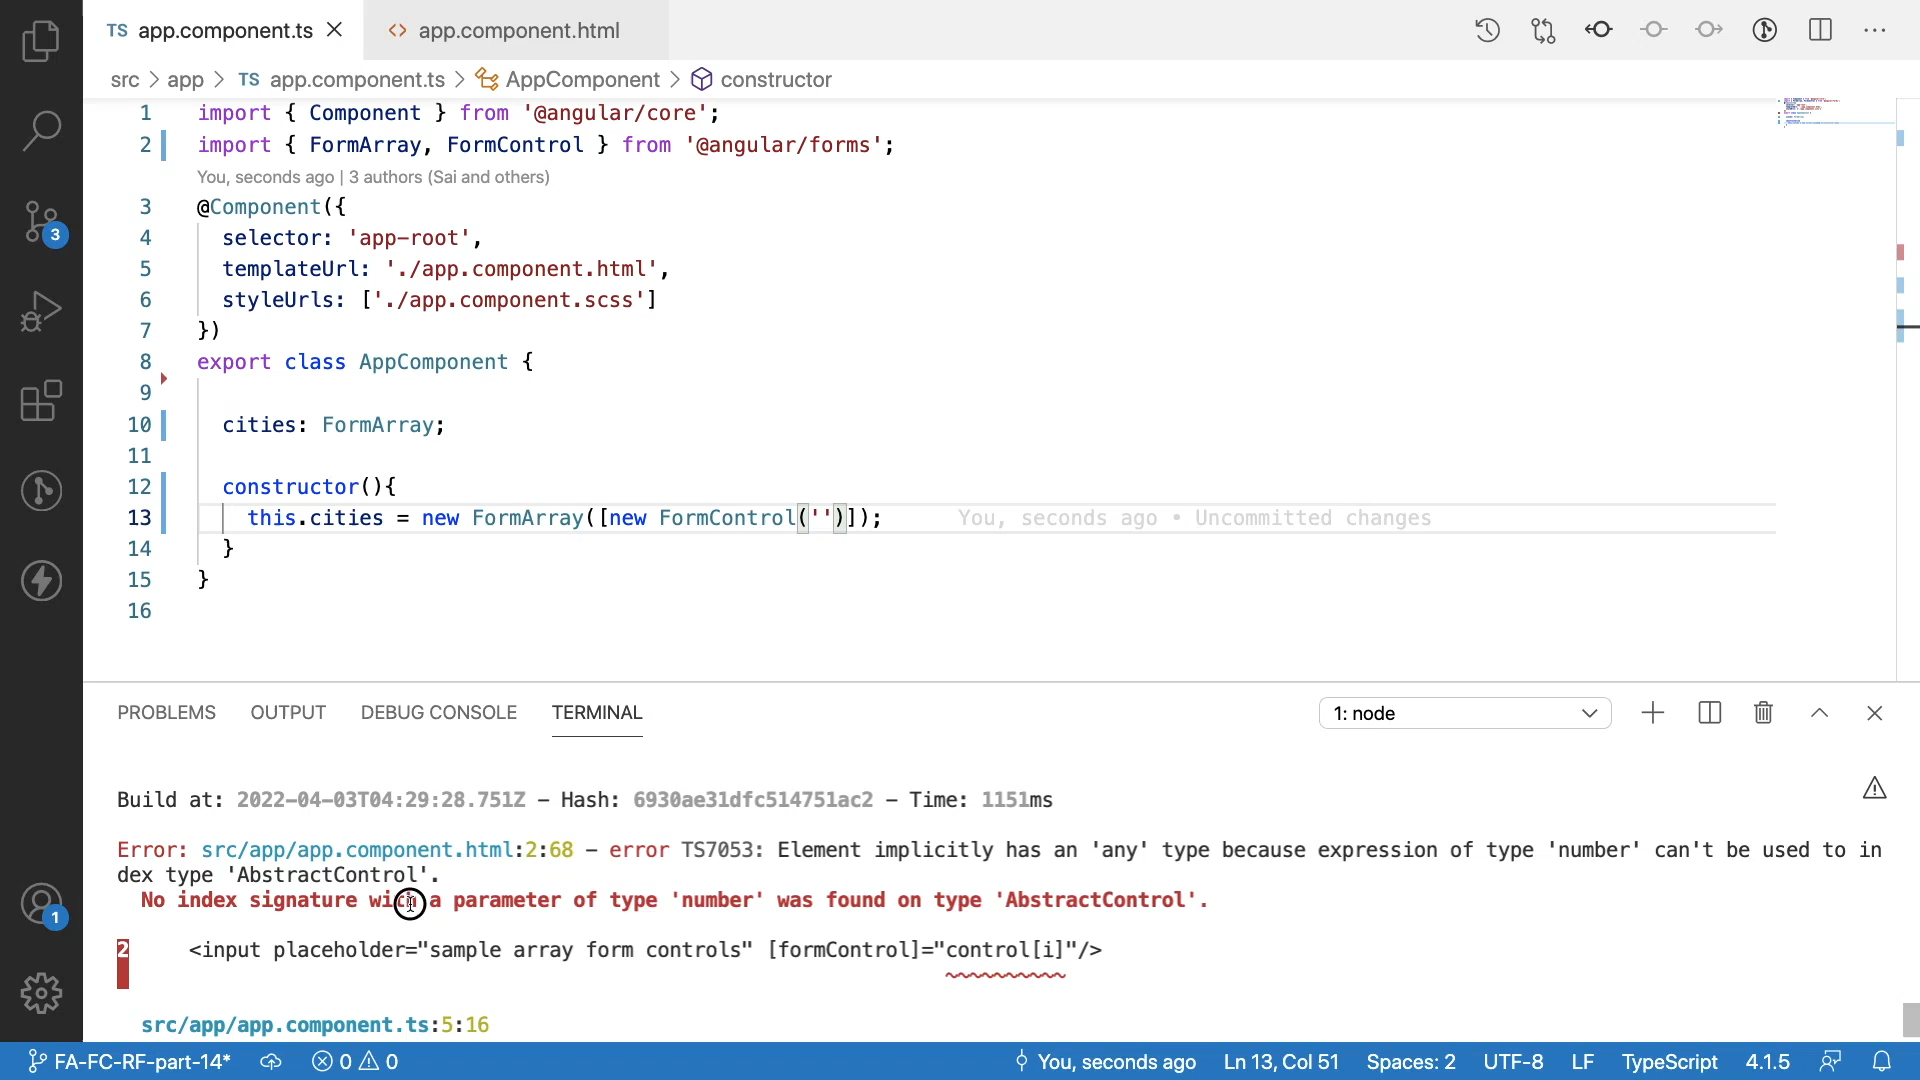 TS app.component.ts
<> app.component.html
src > app > TS app.component.ts > AppComponent > constructor
1 import { Component } from '@angular/core';
2 import { FormArray, FormControl } from '@angular/forms';
You, seconds ago | 3 authors (Sai and others)
3 @Component({
4 selector: 'app-root',
5 templateUrl: './app.component.html',
6 styleUrls: ['./app.component.scss']
7 })
8 export class AppComponent {
9
10 cities: FormArray;
11
12 constructor(){
13 this.cities = new FormArray([new FormControl('')]); You, seconds ago • Uncommitted changes
14 }
15 }
16
3
1
PROBLEMS OUTPUT DEBUG CONSOLE TERMINAL 1: node
Build at: 2022-04-03T04:29:28.751Z - Hash: 6930ae31dfc514751ac2 - Time: 1151ms
Error: src/app/app.component.html:2:68 - error TS7053: Element implicitly has an 'any' type because expression of type 'number' can't be used to in
dex type 'AbstractControl'.
No index signature with a parameter of type 'number' was found on type 'AbstractControl'.
2 <input placeholder="sample array form controls" [formControl]="control[i]"/>
src/app/app.component.ts:5:16
FA-FC-RF-part-14* 0 0 You, seconds ago Ln 13, Col 51 Spaces: 2 UTF-8 LF TypeScript 4.1.5